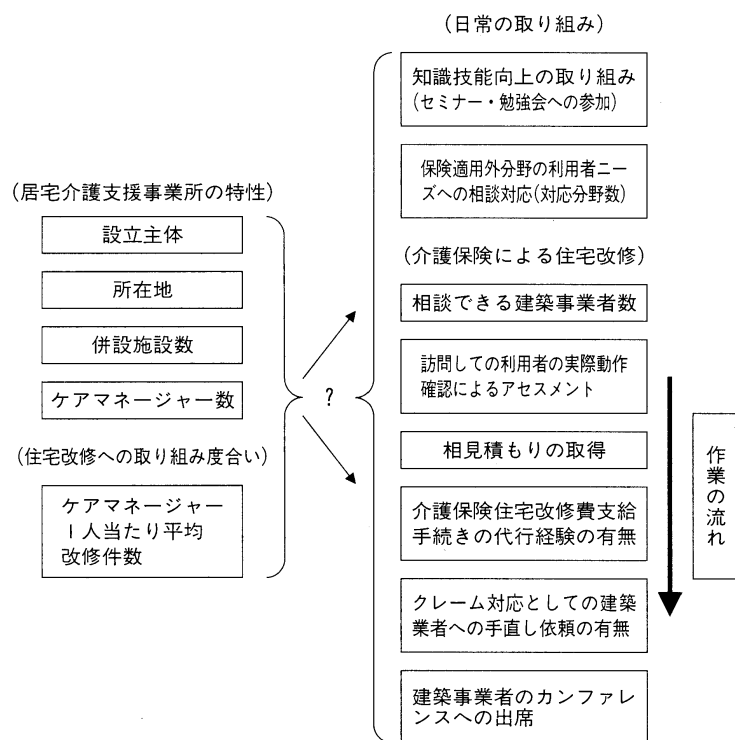 (居宅介護支援事業所の特性)
設立主体
所在地
併設施設数
ケアマネージャー数
(住宅改修への取り組み度合い)
ケアマネージャー
1人当たり平均
改修件数
?
(日常の取り組み)
知識技能向上の取り組み
(セミナー・勉強会への参加)
保険適用外分野の利用者ニー
ズへの相談対応(対応分野数)
(介護保険による住宅改修)
相談できる建築事業者数
訪問しての利用者の実際動作
確認によるアセスメント
相見積もりの取得
介護保険住宅改修費支給
手続きの代行経験の有無
クレーム対応としての建築
業者への手直し依頼の有無
建築事業者のカンファレ
ンスへの出席
作業の流れ